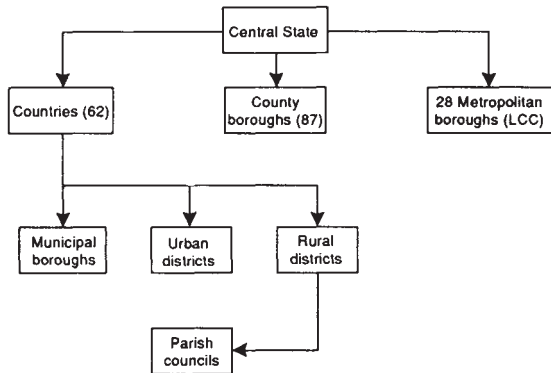 Central State
Countries (62)
County
boroughs (87)
28 Metropolitan
boroughs (LCC)
Municipal
boroughs
Urban
districts
Rural
districts
Parish
councils